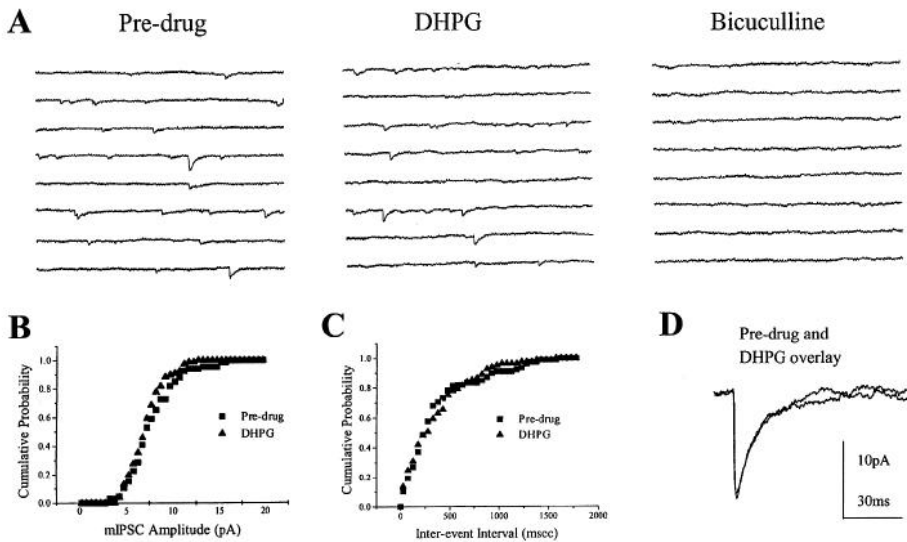 A
Pre-drug
DHPG
Bicuculline
B
Cumulative Probability
1.0
0.8
0.6
0.4
0.2
0.0
Pre-drug
DHPG
0
5
10
15
20
mIPSC Amplitude (pA)
C
Cumulative Probability
1.0
0.8
0.6
0.4
0.2
0.0
Pre-drug
DHPG
0
500
1000
1500
2000
Inter-event Interval (mscc)
D
Pre-drug and
DHPG overlay
10pA
30ms